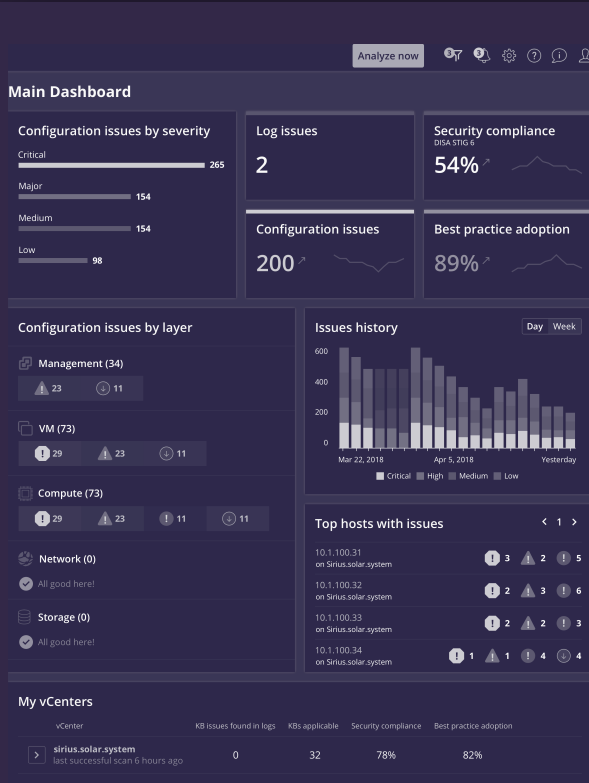 Analyze now
3
3
Main Dashboard
Configuration issues by severity
Critical
265
Major
154
Medium
154
Low
98
Log issues
2
Security compliance
DISA STIG 6
54%
Configuration issues
200
Best practice adoption
89%
Configuration issues by layer
Management (34)
23 11
VM (73)
29 23 11
Compute (73)
29 23 11 11
Network (0)
All good here!
Storage (0)
All good here!
Issues history
Day Week
600
400
200
0
Mar 22, 2018 Apr 5, 2018 Yesterday
Critical High Medium Low
Top hosts with issues
1
10.1.100.31
on Sirius.solar.system
3 2 5
10.1.100.32
on Sirius.solar.system
2 3 6
10.1.100.33
on Sirius.solar.system
2 2 3
10.1.100.34
on Sirius.solar.system
1 1 4 4
My vCenters
vCenter KB issues found in logs KBs applicable Security compliance Best practice adoption
sirius.solar.system
last successful scan 6 hours ago
0 32 78% 82%